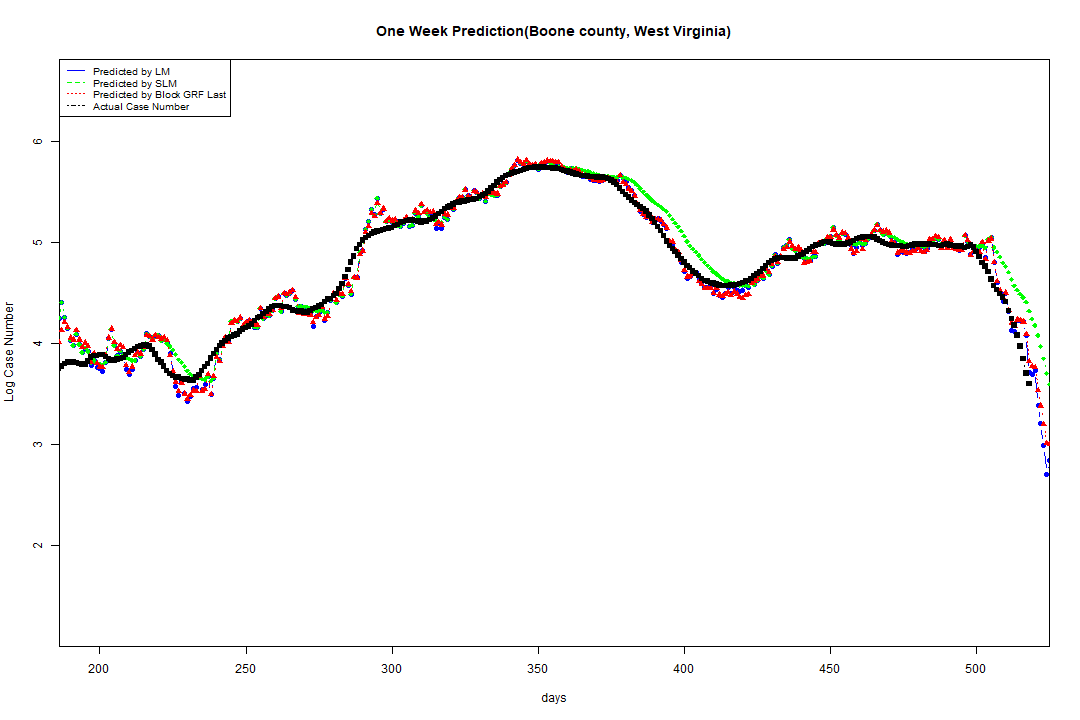 One Week Prediction(Boone county, West Virginia)
Predicted by LM
Predicted by SLM
Predicted by Block GRF Last
Actual Case Number
6
5
4
3
2
Log Case Number
200 250 300 350 400 450 500
days